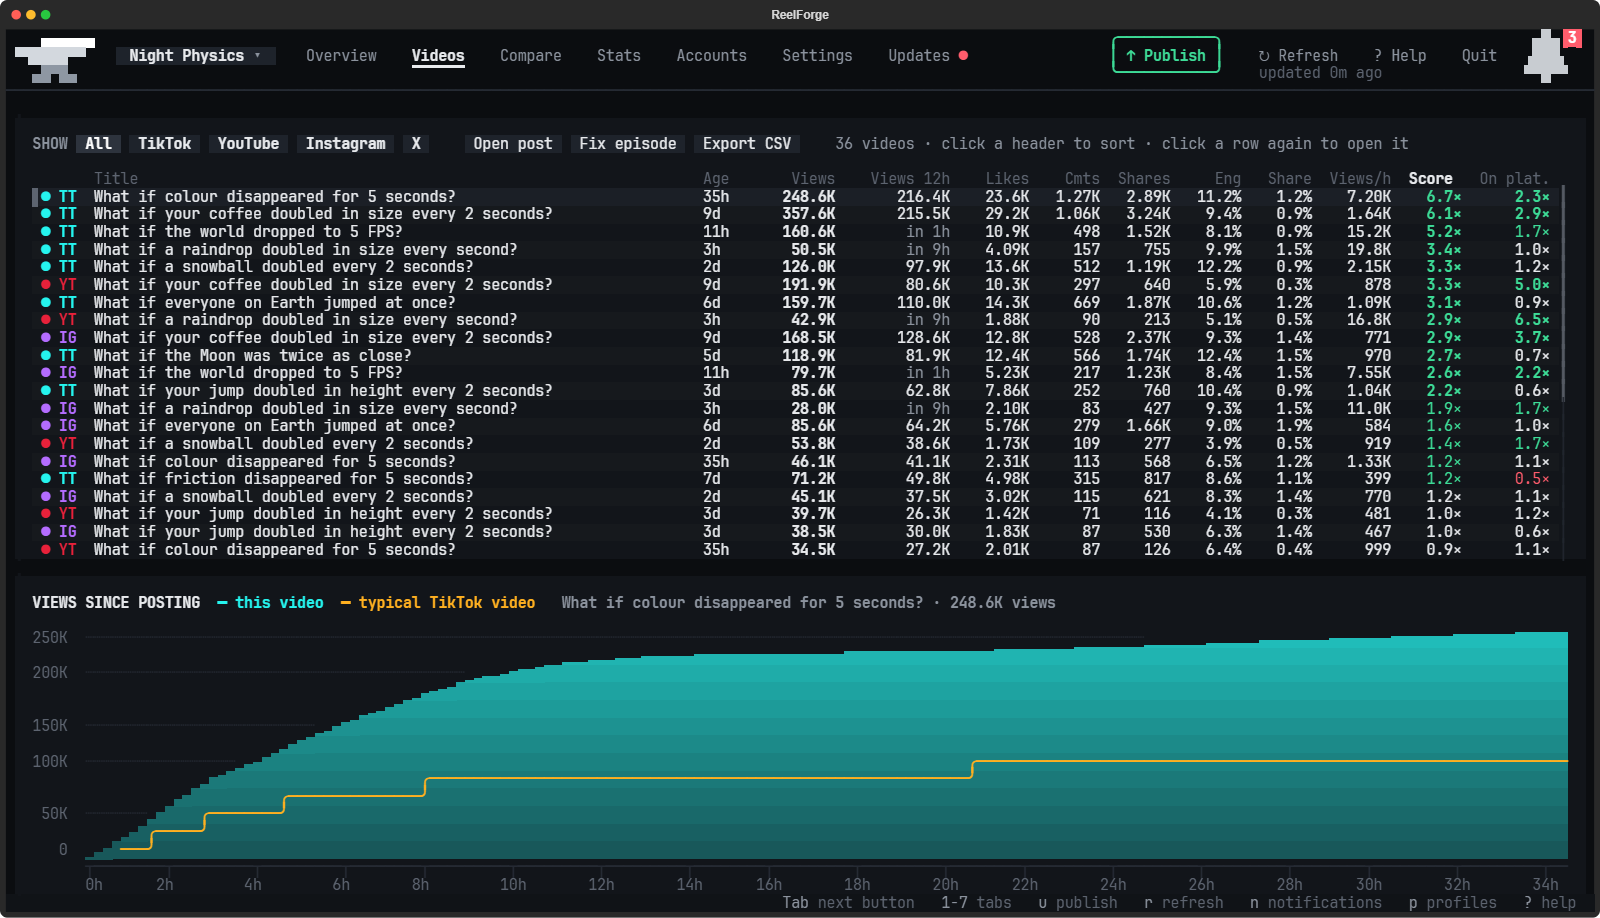 ReelForge
Night Physics ▾ Overview Videos Compare Stats Accounts Settings Updates ● ↑ Publish ↻ Refresh ? Help Quit 3
updated 0m ago
SHOW All TikTok YouTube Instagram X Open post Fix episode Export CSV 36 videos · click a header to sort · click a row again to open it
Title Age Views Views 12h Likes Cmts Shares Eng Share Views/h Score On plat.
● TT What if colour disappeared for 5 seconds? 35h 248.6K 216.4K 23.6K 1.27K 2.89K 11.2% 1.2% 7.20K 6.7× 2.3×
● TT What if your coffee doubled in size every 2 seconds? 9d 357.6K 215.5K 29.2K 1.06K 3.24K 9.4% 0.9% 1.64K 6.1× 2.9×
● TT What if the world dropped to 5 FPS? 11h 160.6K in 1h 10.9K 498 1.52K 8.1% 0.9% 15.2K 5.2× 1.7×
● TT What if a raindrop doubled in size every second? 3h 50.5K in 9h 4.09K 157 755 9.9% 1.5% 19.8K 3.4× 1.0×
● TT What if a snowball doubled every 2 seconds? 2d 126.0K 97.9K 13.6K 512 1.19K 12.2% 0.9% 2.15K 3.3× 1.2×
● YT What if your coffee doubled in size every 2 seconds? 9d 191.9K 80.6K 10.3K 297 640 5.9% 0.3% 878 3.3× 5.0×
● TT What if everyone on Earth jumped at once? 6d 159.7K 110.0K 14.3K 669 1.87K 10.6% 1.2% 1.09K 3.1× 0.9×
● YT What if a raindrop doubled in size every second? 3h 42.9K in 9h 1.88K 90 213 5.1% 0.5% 16.8K 2.9× 6.5×
● IG What if your coffee doubled in size every 2 seconds? 9d 168.5K 128.6K 12.8K 528 2.37K 9.3% 1.4% 771 2.9× 3.7×
● TT What if the Moon was twice as close? 5d 118.9K 81.9K 12.4K 566 1.74K 12.4% 1.5% 970 2.7× 0.7×
● IG What if the world dropped to 5 FPS? 11h 79.7K in 1h 5.23K 217 1.23K 8.4% 1.5% 7.55K 2.6× 2.2×
● TT What if your jump doubled in height every 2 seconds? 3d 85.6K 62.8K 7.86K 252 760 10.4% 0.9% 1.04K 2.2× 0.6×
● IG What if a raindrop doubled in size every second? 3h 28.0K in 9h 2.10K 83 427 9.3% 1.5% 11.0K 1.9× 1.7×
● IG What if everyone on Earth jumped at once? 6d 85.6K 64.2K 5.76K 279 1.66K 9.0% 1.9% 584 1.6× 1.0×
● YT What if a snowball doubled every 2 seconds? 2d 53.8K 38.6K 1.73K 109 277 3.9% 0.5% 919 1.4× 1.7×
● IG What if colour disappeared for 5 seconds? 35h 46.1K 41.1K 2.31K 113 568 6.5% 1.2% 1.33K 1.2× 1.1×
● TT What if friction disappeared for 5 seconds? 7d 71.2K 49.8K 4.98K 315 817 8.6% 1.1% 399 1.2× 0.5×
● IG What if a snowball doubled every 2 seconds? 2d 45.1K 37.5K 3.02K 115 621 8.3% 1.4% 770 1.2× 1.1×
● YT What if your jump doubled in height every 2 seconds? 3d 39.7K 26.3K 1.42K 71 116 4.1% 0.3% 481 1.0× 1.2×
● IG What if your jump doubled in height every 2 seconds? 3d 38.5K 30.0K 1.83K 87 530 6.3% 1.4% 467 1.0× 0.6×
● YT What if colour disappeared for 5 seconds? 35h 34.5K 27.2K 2.01K 87 126 6.4% 0.4% 999 0.9× 1.1×
VIEWS SINCE POSTING — this video — typical TikTok video What if colour disappeared for 5 seconds? · 248.6K views
250K
200K
150K
100K
50K
0
0h 2h 4h 6h 8h 10h 12h 14h 16h 18h 20h 22h 24h 26h 28h 30h 32h 34h
Tab next button 1-7 tabs u publish r refresh n notifications p profiles ? help